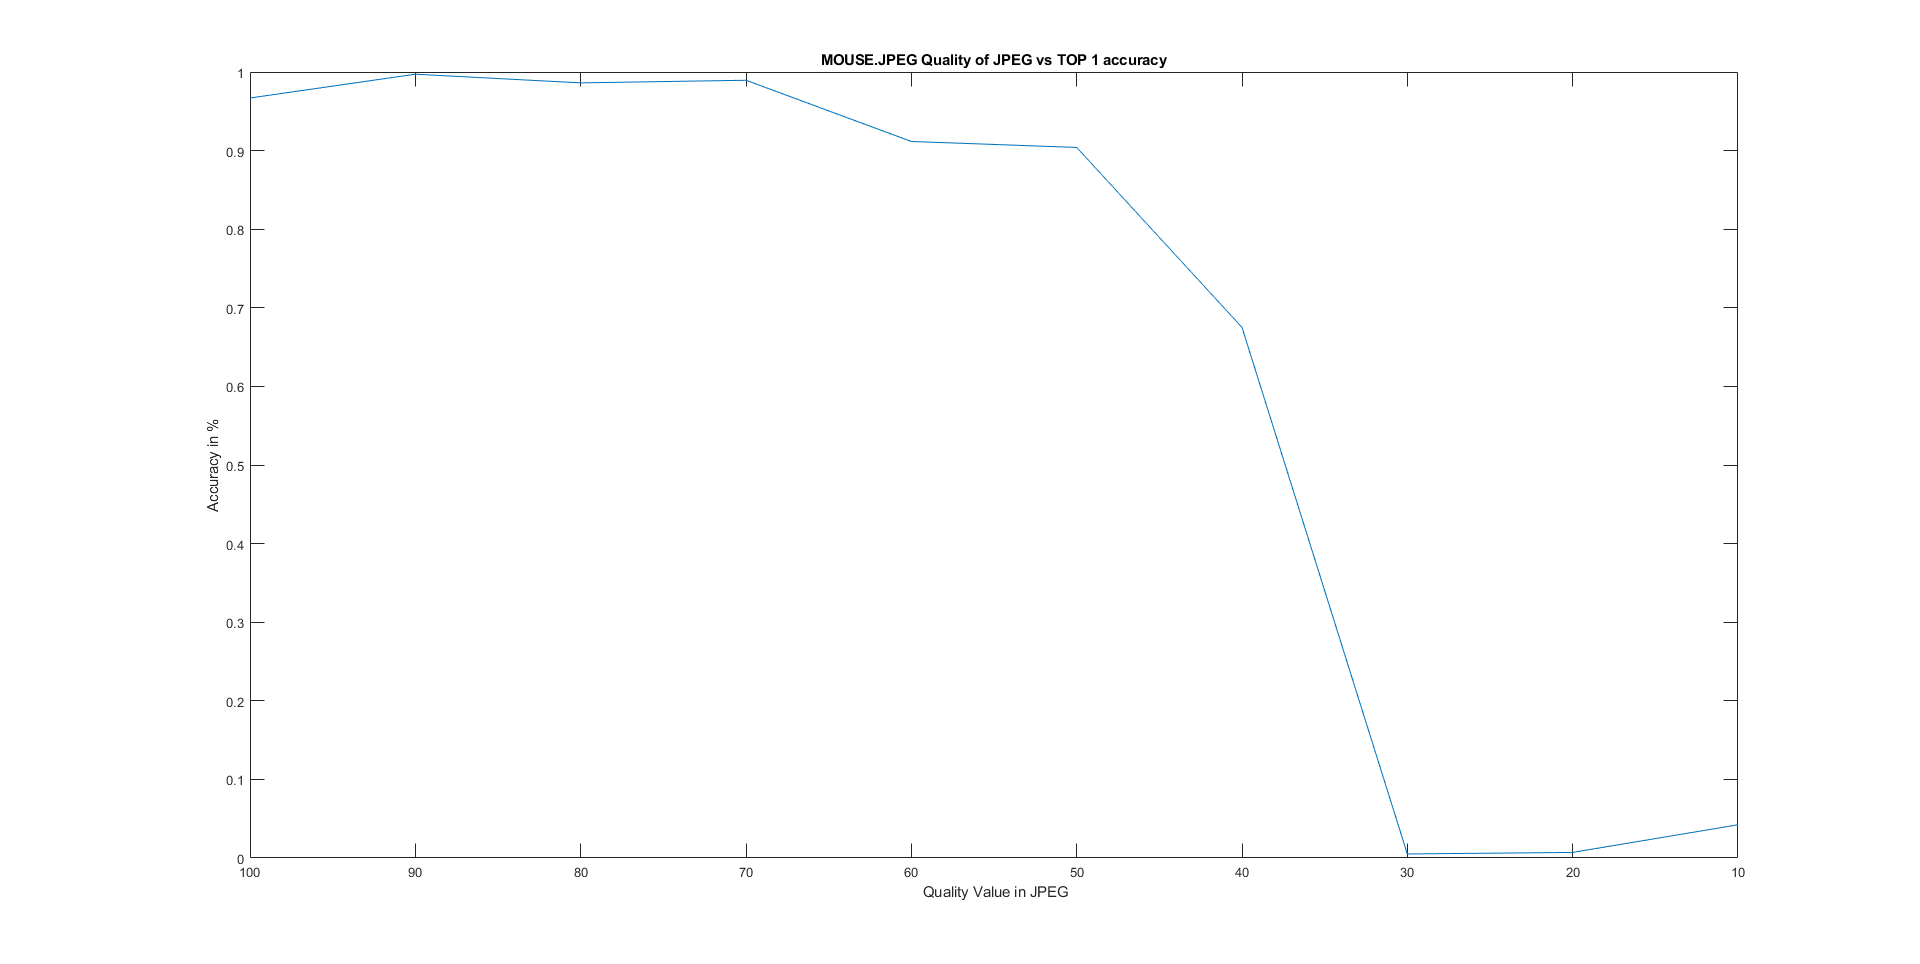 MOUSE.JPEG Quality of JPEG vs TOP 1 accuracy
1
0.9
0.8
0.7
0.6
0.5
0.4
0.3
0.2
0.1
0
Accuracy in %
100 90 80 70 60 50 40 30 20 10
Quality Value in JPEG